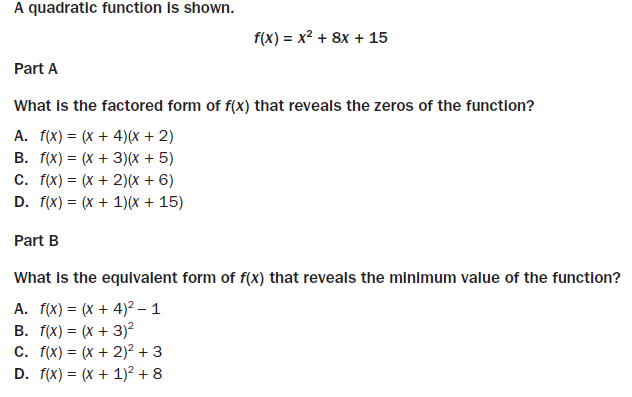 A quadratic function is shown.
f(x) = x² + 8x + 15
Part A
What is the factored form of f(x) that reveals the zeros of the function?
A. f(x) = (x + 4)(x + 2)
B. f(x) = (x + 3)(x + 5)
C. f(x) = (x + 2)(x + 6)
D. f(x) = (x + 1)(x + 15)
Part B
What is the equivalent form of f(x) that reveals the minimum value of the function?
A. f(x) = (x + 4)² – 1
B. f(x) = (x + 3)²
C. f(x) = (x + 2)² + 3
D. f(x) = (x + 1)² + 8